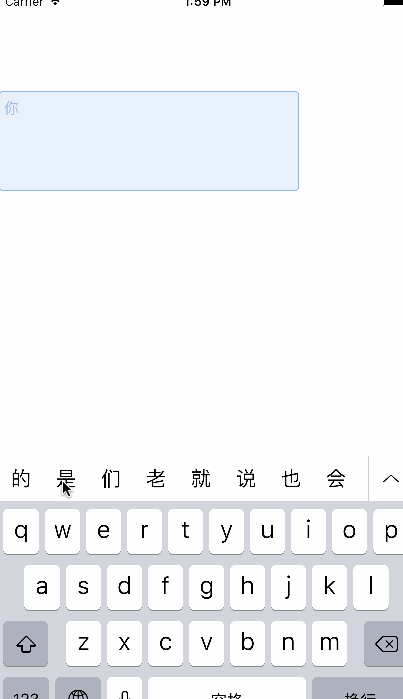 Carrier 1:59 PM
你
的 是 们 老 就 说 也 会
q w e r t y u i o p
a s d f g h j k l
z x c v b n m
123 空格 换行